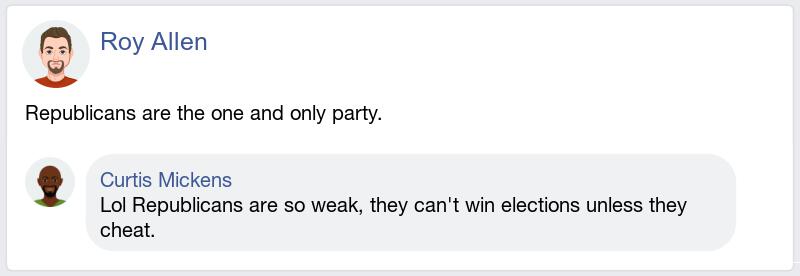 Roy Allen
Republicans are the one and only party.
Curtis Mickens
Lol Republicans are so weak, they can't win elections unless they
cheat.